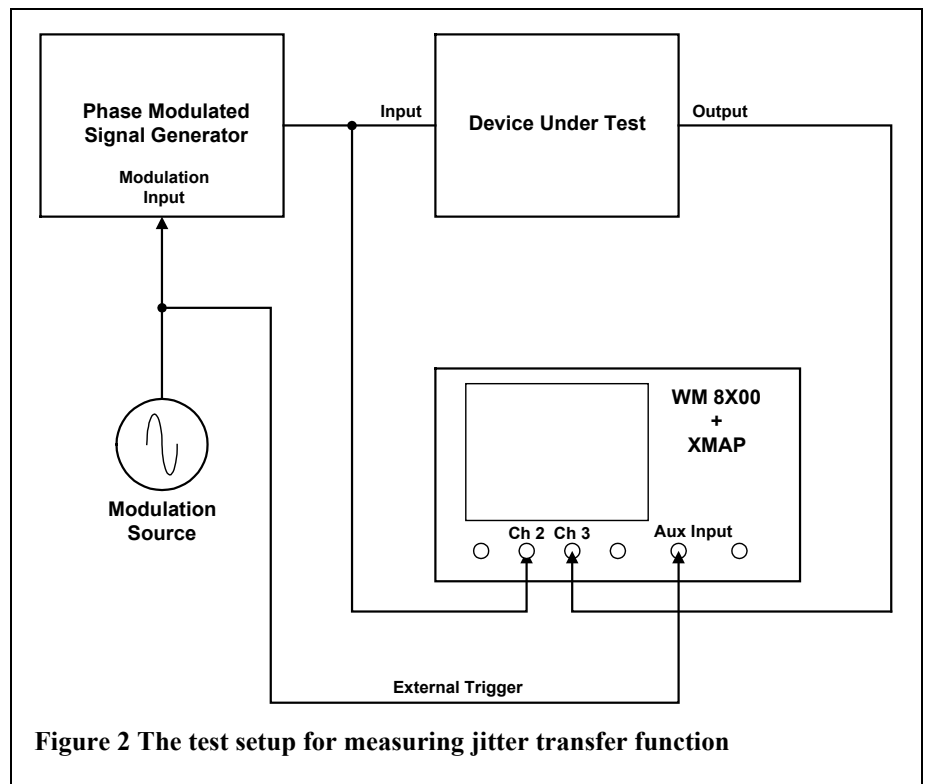 Phase Modulated
Signal Generator
Modulation
Input
Input
Device Under Test
Output
Modulation
Source
WM 8X00
+
XMAP
Ch 2 Ch 3
Aux Input
External Trigger
Figure 2 The test setup for measuring jitter transfer function